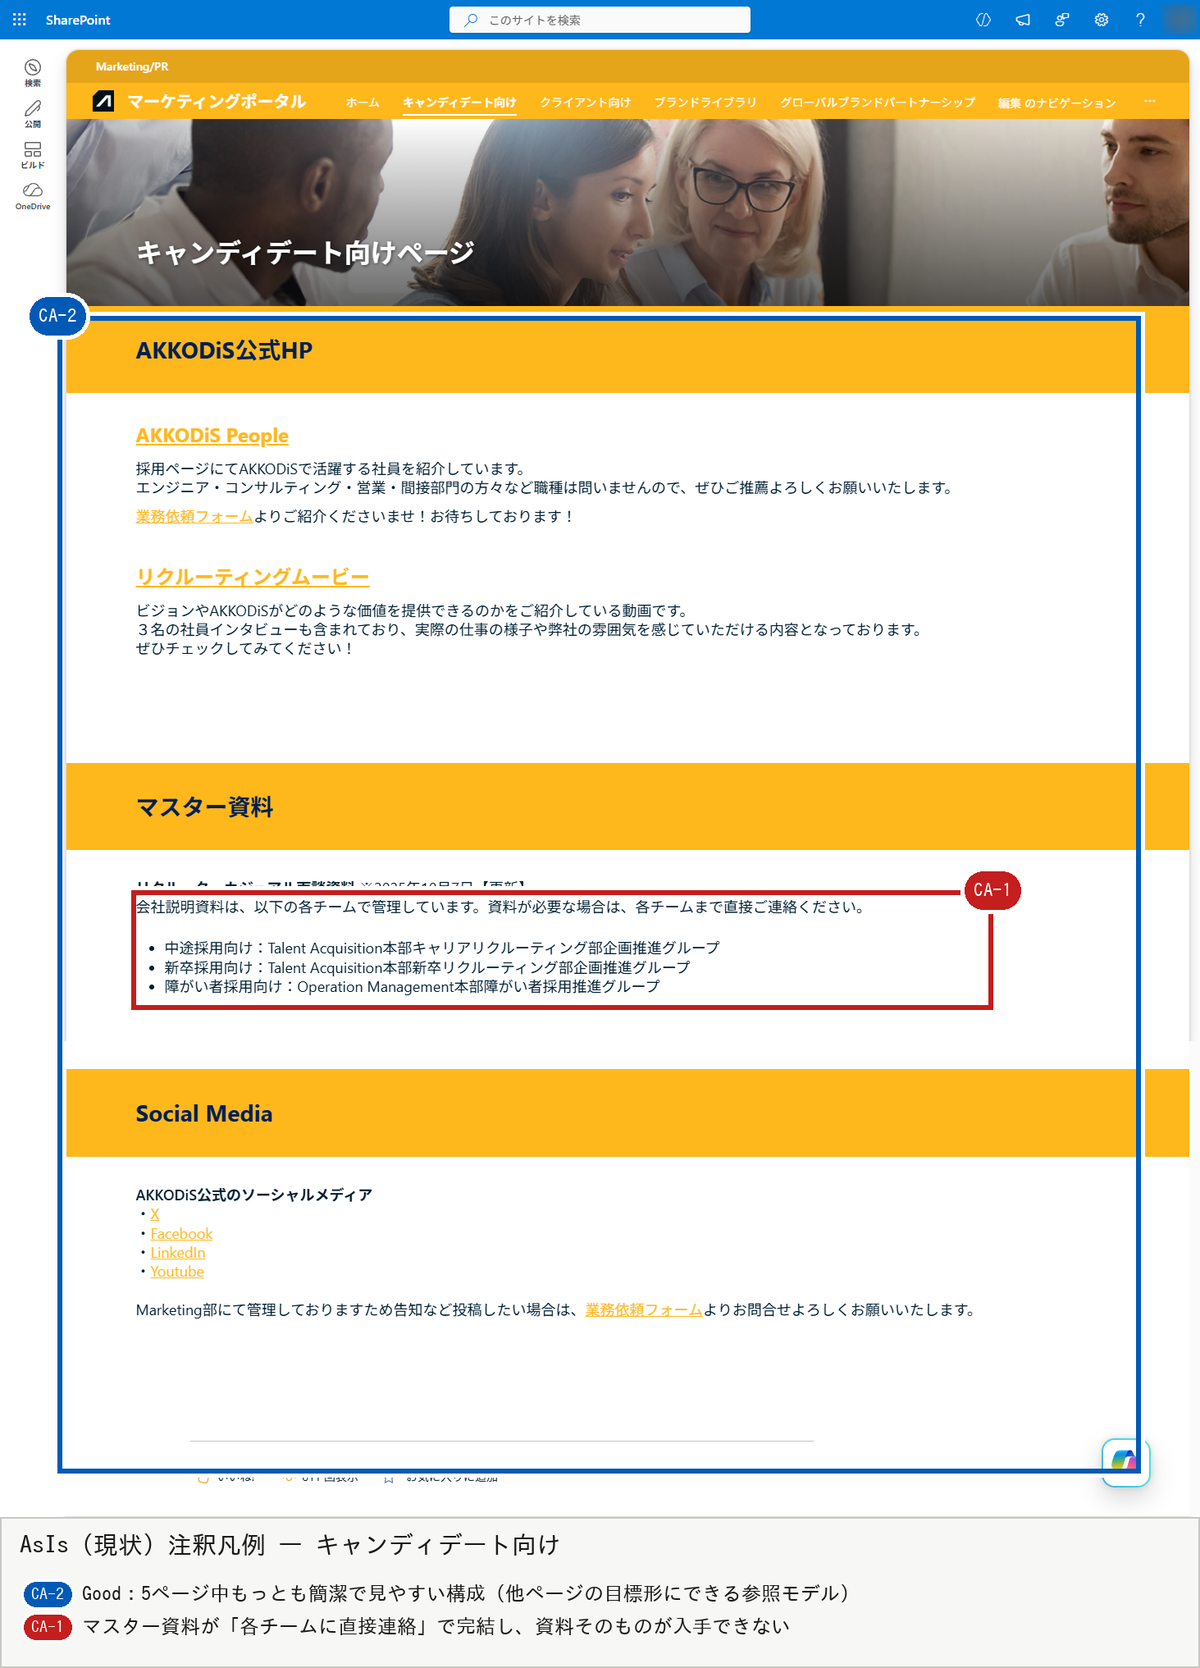 SharePoint
このサイトを検索
検索
公開
ビルド
OneDrive
Marketing/PR
マーケティングポータル
ホーム
キャンディデート向け
クライアント向け
ブランドライブラリ
グローバルブランドパートナーシップ
編集 のナビゲーション
キャンディデート向けページ
CA-2
AKKODiS公式HP
AKKODiS People
採用ページにてAKKODiSで活躍する社員を紹介しています。
エンジニア・コンサルティング・営業・間接部門の方々など職種は問いませんので、ぜひご推薦よろしくお願いいたします。
業務依頼フォームよりご紹介くださいませ！お待ちしております！
リクルーティングムービー
ビジョンやAKKODiSがどのような価値を提供できるのかをご紹介している動画です。
３名の社員インタビューも含まれており、実際の仕事の様子や弊社の雰囲気を感じていただける内容となっております。
ぜひチェックしてみてください！
マスター資料
CA-1
会社説明資料は、以下の各チームで管理しています。資料が必要な場合は、各チームまで直接ご連絡ください。
• 中途採用向け：Talent Acquisition本部キャリアリクルーティング部企画推進グループ
• 新卒採用向け：Talent Acquisition本部新卒リクルーティング部企画推進グループ
• 障がい者採用向け：Operation Management本部障がい者採用推進グループ
Social Media
AKKODiS公式のソーシャルメディア
・X
・Facebook
・LinkedIn
・Youtube
Marketing部にて管理しておりますため告知など投稿したい場合は、業務依頼フォームよりお問合せよろしくお願いいたします。
AsIs（現状）注釈凡例 ― キャンディデート向け
CA-2 Good：5ページ中もっとも簡潔で見やすい構成（他ページの目標形にできる参照モデル）
CA-1 マスター資料が「各チームに直接連絡」で完結し、資料そのものが入手できない